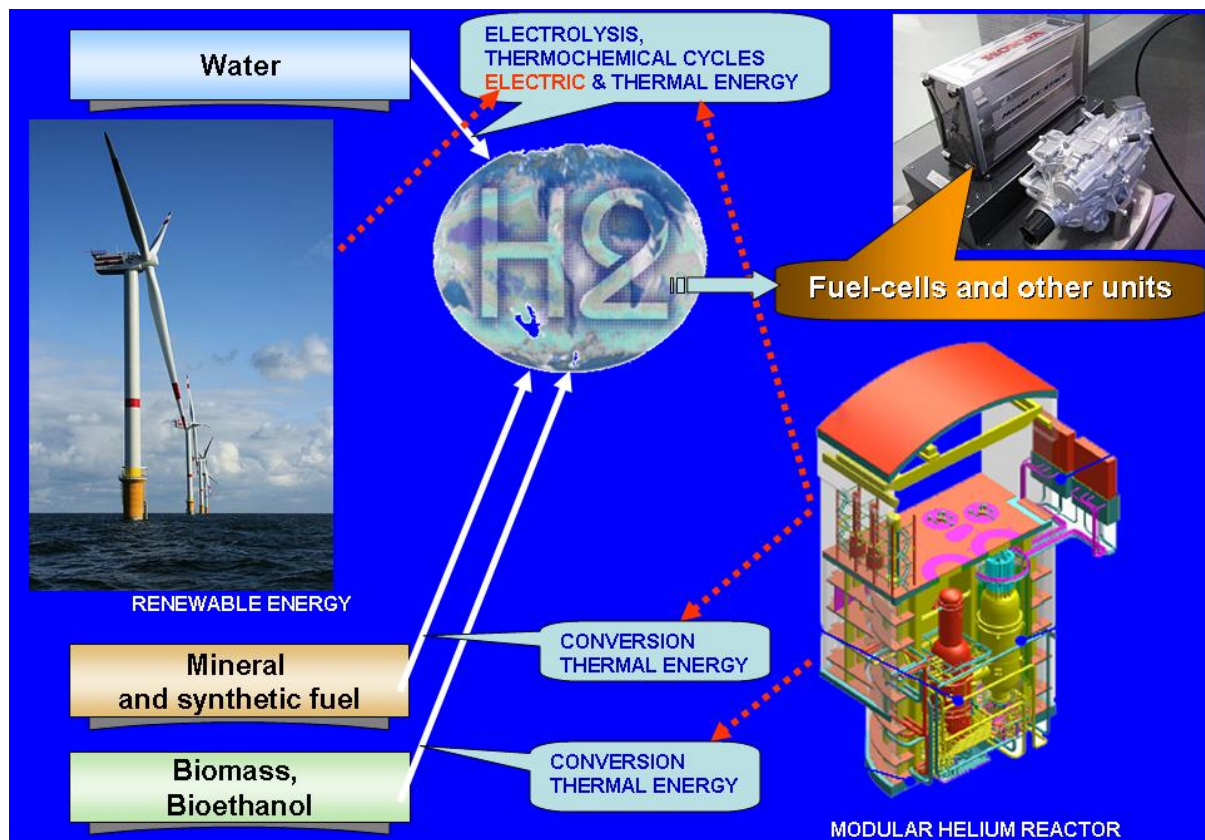 Water
ELECTROLYSIS,
THERMOCHEMICAL CYCLES
ELECTRIC & THERMAL ENERGY
H2
Fuel-cells and other units
RENEWABLE ENERGY
CONVERSION
THERMAL ENERGY
Mineral
and synthetic fuel
CONVERSION
THERMAL ENERGY
Biomass,
Bioethanol
MODULAR HELIUM REACTOR